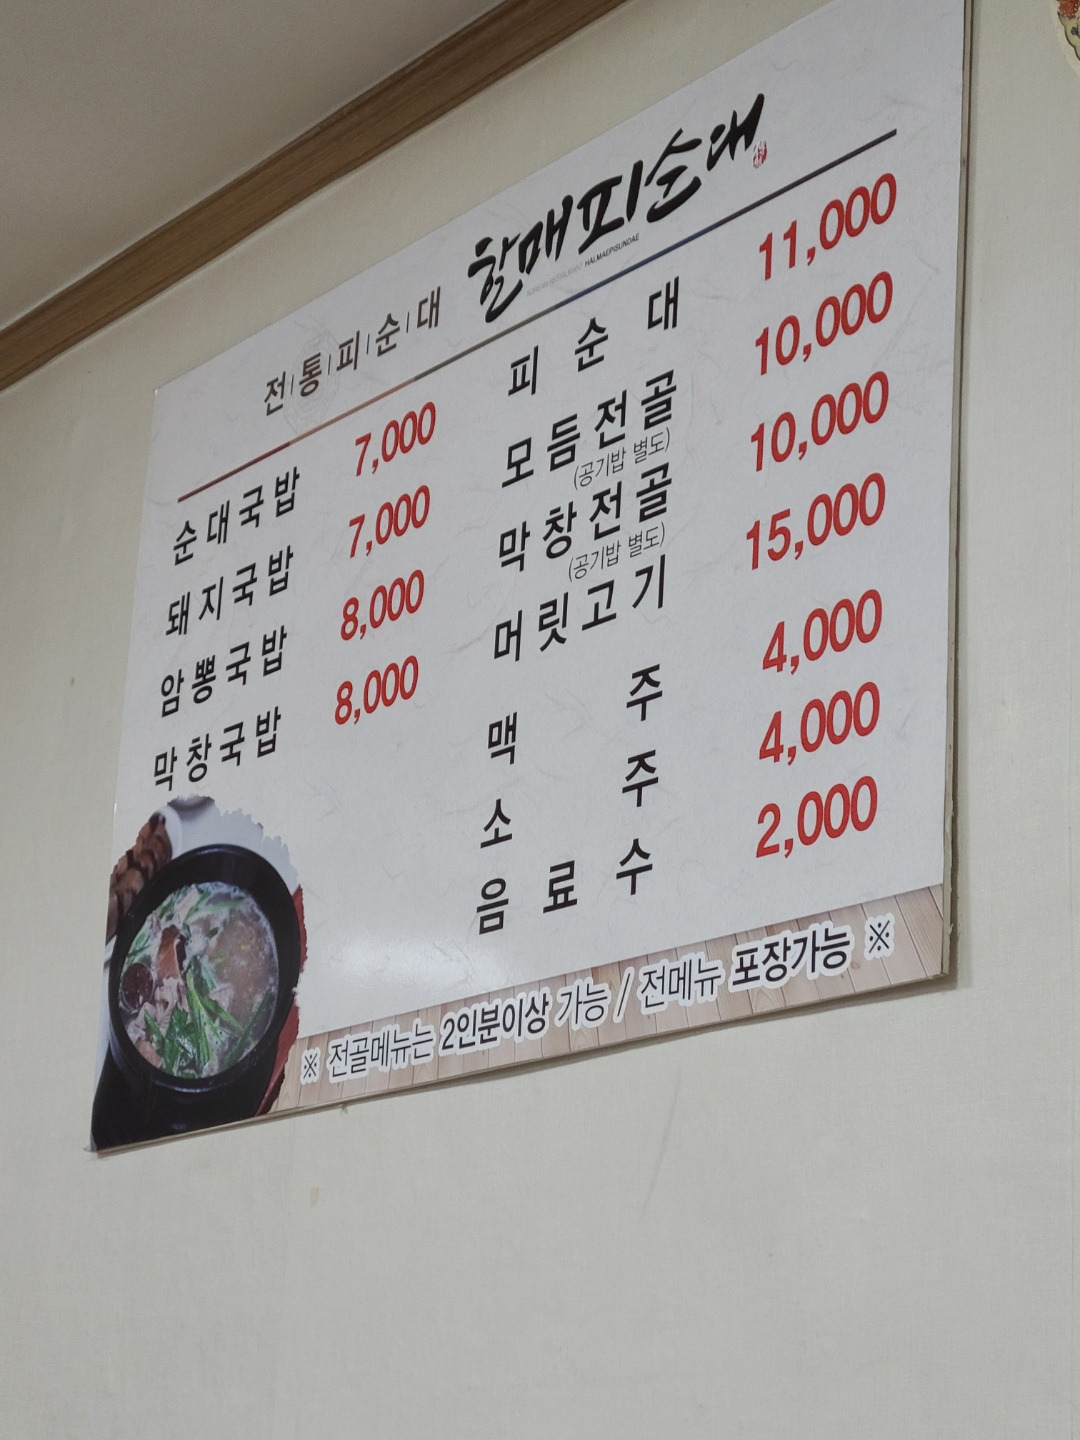 전통피순대 할매피순대
KOREAN RESTAURANT HALMAEPISUNDAE
순대국밥 7,000
돼지국밥 7,000
암뽕국밥 8,000
막창국밥 8,000
피순대 11,000
모듬전골 10,000
(공기밥 별도)
막창전골 10,000
(공기밥 별도)
머릿고기 15,000
맥주 4,000
소주 4,000
음료수 2,000
※ 전골메뉴는 2인분이상 가능 / 전메뉴 포장가능 ※